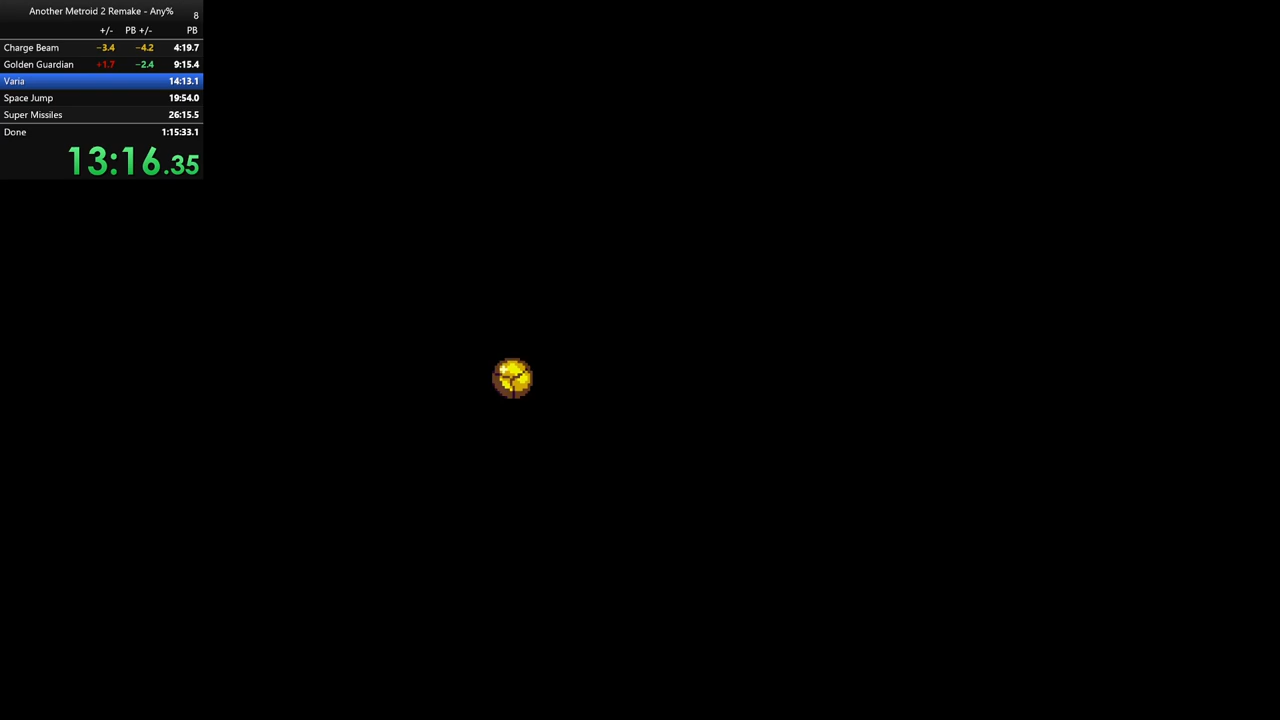 Another Metroid 2 Remake - Any%
8
+/- PB +/- PB
Charge Beam −3.4 −4.2 4:19.7
Golden Guardian +1.7 −2.4 9:15.4
Varia 14:13.1
Space Jump 19:54.0
Super Missiles 26:15.5
Done 1:15:33.1
13:16.35